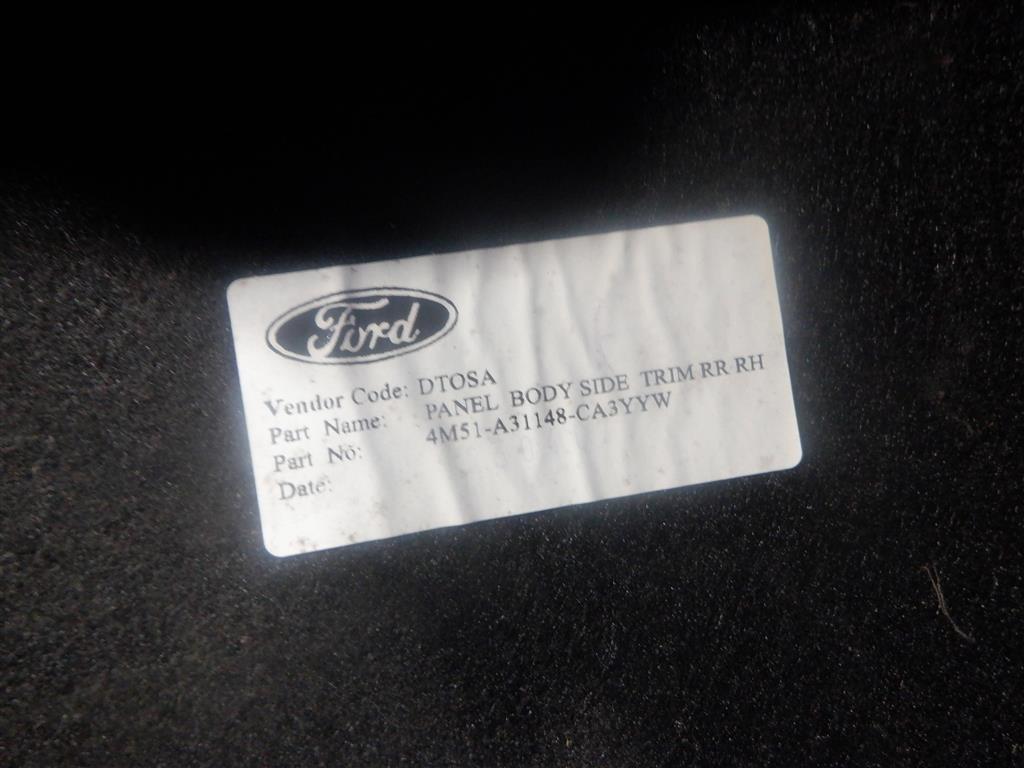 Ford
Vendor Code: DTOSA
Part Name: PANEL BODY SIDE TRIM RR RH
Part No: 4M51-A31148-CA3YYW
Date: